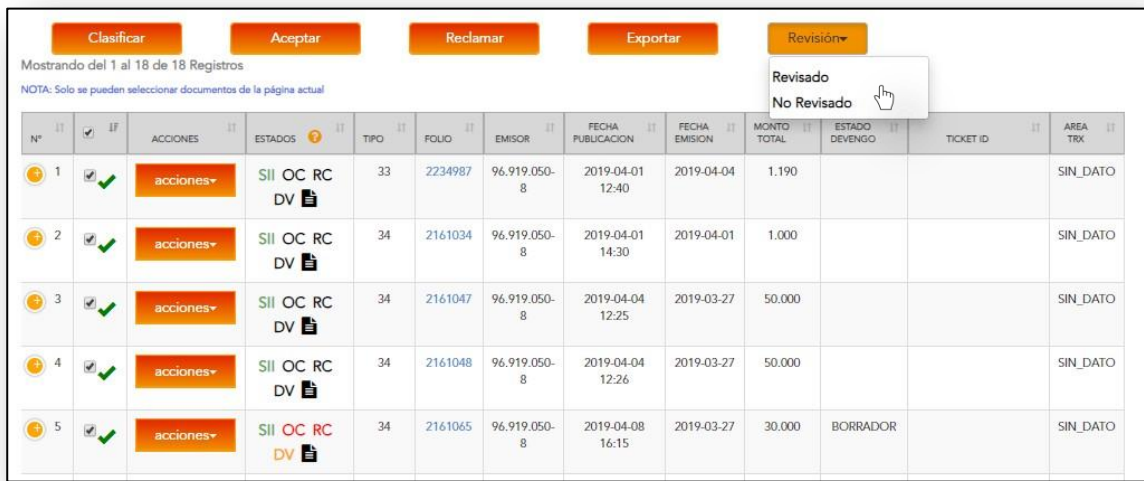 Clasificar Aceptar Reclamar Exportar Revisión
Mostrando del 1 al 18 de 18 Registros
Revisado
NOTA: Solo se pueden seleccionar documentos de la página actual
No Revisado
N° ACCIONES ESTADOS ? TIPO FOLIO EMISOR FECHA PUBLICACION FECHA EMISION MONTO TOTAL ESTADO DEVENGO TICKET ID AREA TRX
1 acciones SII OC RC 33 2234987 96.919.050- 2019-04-01 2019-04-04 1.190 SIN_DATO
DV 8 12:40
2 acciones SII OC RC 34 2161034 96.919.050- 2019-04-01 2019-04-01 1.000 SIN_DATO
DV 8 14:30
3 acciones SII OC RC 34 2161047 96.919.050- 2019-04-04 2019-03-27 50.000 SIN_DATO
DV 8 12:25
4 acciones SII OC RC 34 2161048 96.919.050- 2019-04-04 2019-03-27 50.000 SIN_DATO
DV 8 12:26
5 acciones SII OC RC 34 2161065 96.919.050- 2019-04-08 2019-03-27 30.000 BORRADOR SIN_DATO
DV 8 16:15